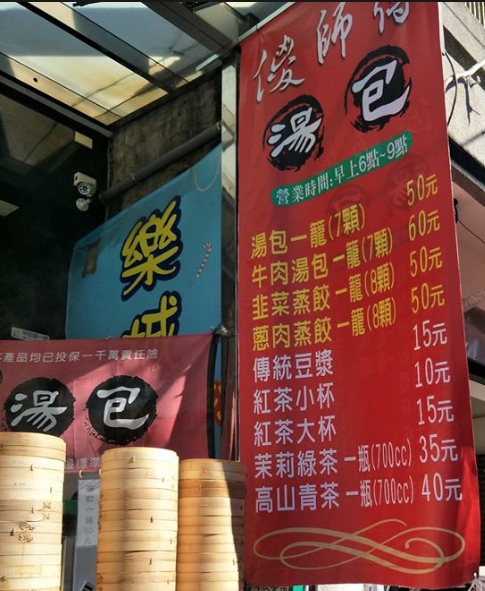 傻師傅
湯包
營業時間:早上6點~9點
湯包一籠(7顆) 50元
牛肉湯包一籠(7顆) 60元
韭菜蒸餃一籠(8顆) 50元
蔥肉蒸餃一籠(8顆) 50元
傳統豆漿 15元
紅茶小杯 10元
紅茶大杯 15元
茉莉綠茶一瓶(700cc) 35元
高山青茶一瓶(700cc) 40元
樂城
產品均已投保一千萬責任險
湯包